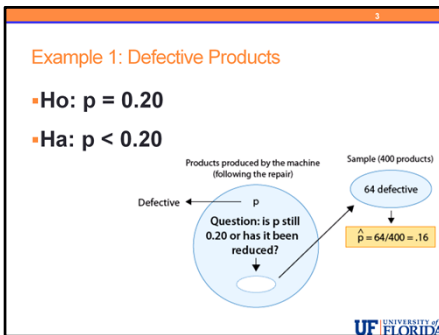 3
Example 1: Defective Products
▪Ho: p = 0.20
▪Ha: p < 0.20
Products produced by the machine
(following the repair)
Defective
p
Question: is p still
0.20 or has it been
reduced?
Sample (400 products)
64 defective
p̂ = 64/400 = .16
UF UNIVERSITY of
FLORIDA